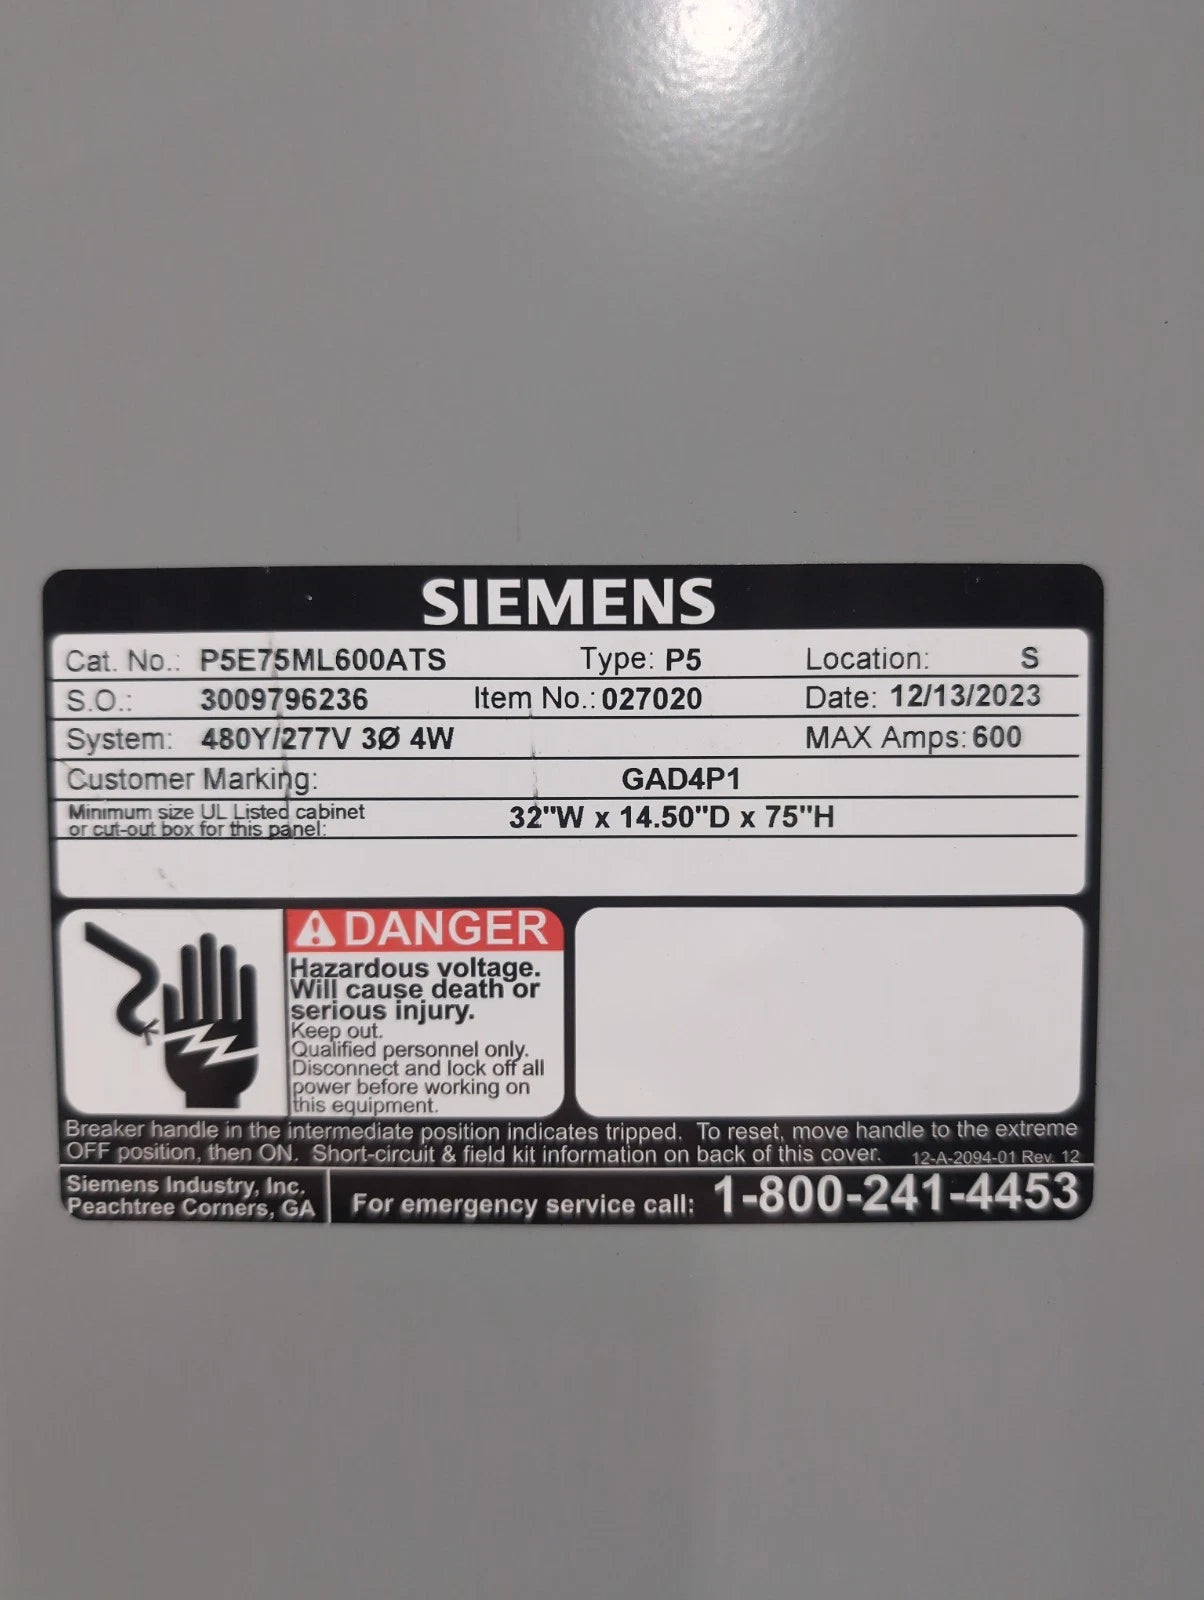 SIEMENS
Cat. No.: P5E75ML600ATS Type: P5 Location: S
S.O.: 3009796236 Item No.: 027020 Date: 12/13/2023
System: 480Y/277V 3Ø 4W MAX Amps: 600
Customer Marking: GAD4P1
Minimum size UL Listed cabinet
or cut-out box for this panel: 32"W x 14.50"D x 75"H
DANGER
Hazardous voltage.
Will cause death or
serious injury.
Keep out.
Qualified personnel only.
Disconnect and lock off all
power before working on
this equipment.
Breaker handle in the intermediate position indicates tripped. To reset, move handle to the extreme
OFF position, then ON. Short-circuit & field kit information on back of this cover. 12-A-2094-01 Rev. 12
Siemens Industry, Inc.
Peachtree Corners, GA
For emergency service call: 1-800-241-4453